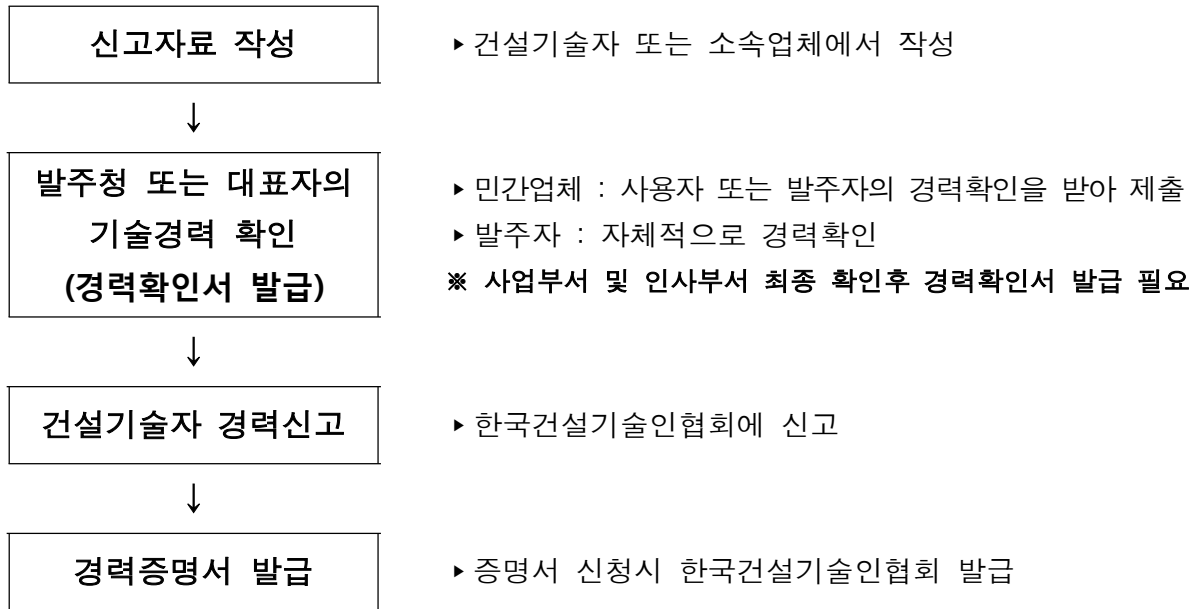 신고자료 작성
▸건설기술자 또는 소속업체에서 작성
↓
발주청 또는 대표자의
기술경력 확인
(경력확인서 발급)
▸민간업체 : 사용자 또는 발주자의 경력확인을 받아 제출
▸발주자 : 자체적으로 경력확인
※ 사업부서 및 인사부서 최종 확인후 경력확인서 발급 필요
↓
건설기술자 경력신고
▸한국건설기술인협회에 신고
↓
경력증명서 발급
▸증명서 신청시 한국건설기술인협회 발급